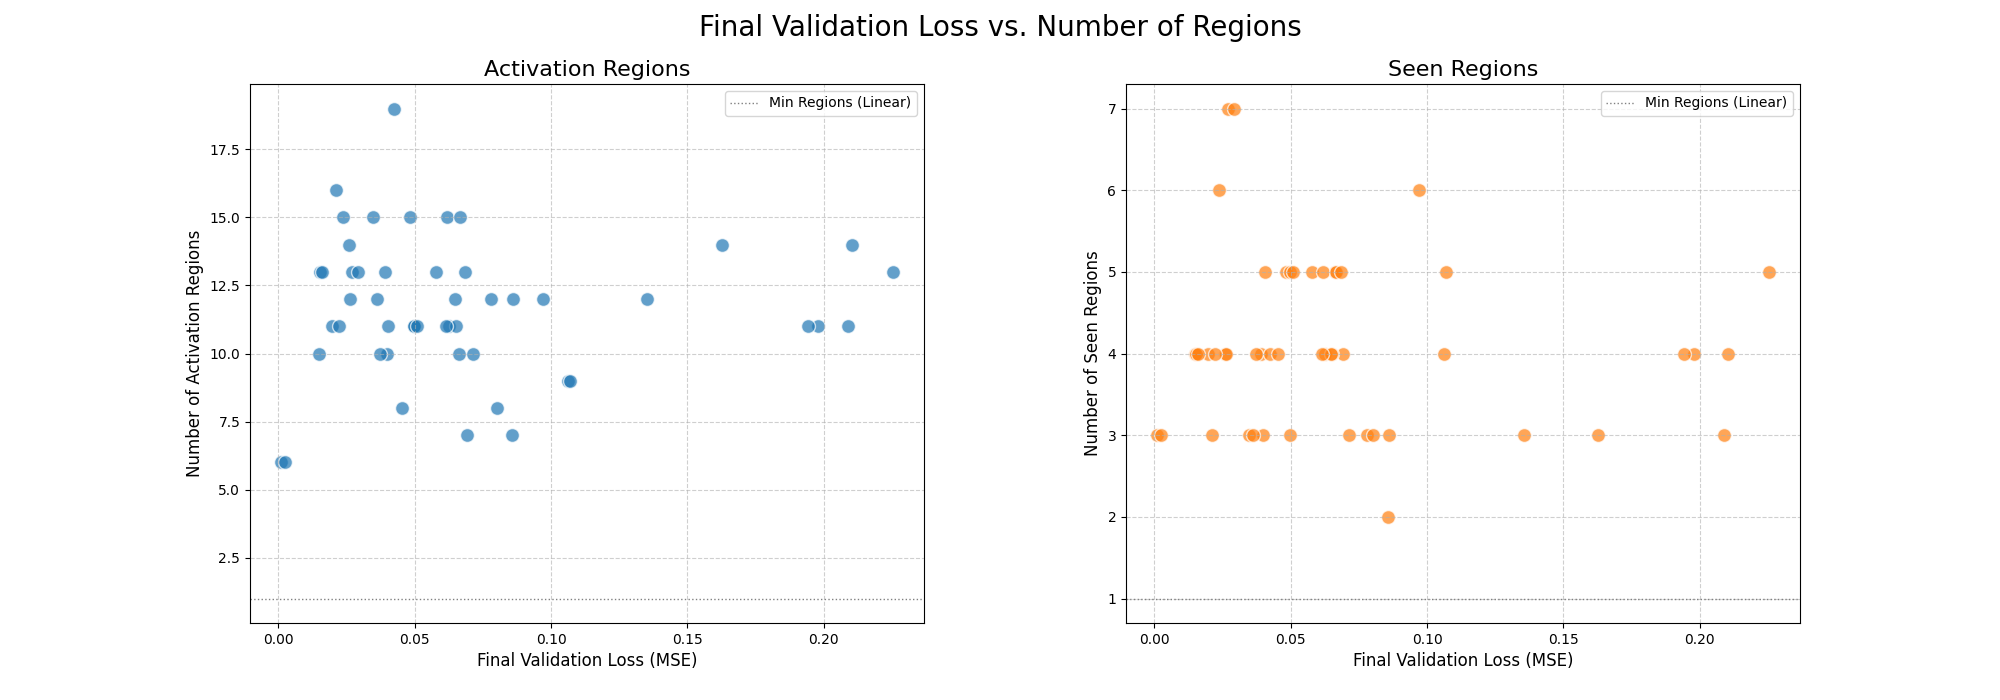 Final Validation Loss vs. Number of Regions
Activation Regions
Min Regions (Linear)
Number of Activation Regions
17.5
15.0
12.5
10.0
7.5
5.0
2.5
0.00 0.05 0.10 0.15 0.20
Final Validation Loss (MSE)
Seen Regions
Min Regions (Linear)
Number of Seen Regions
7
6
5
4
3
2
1
0.00 0.05 0.10 0.15 0.20
Final Validation Loss (MSE)